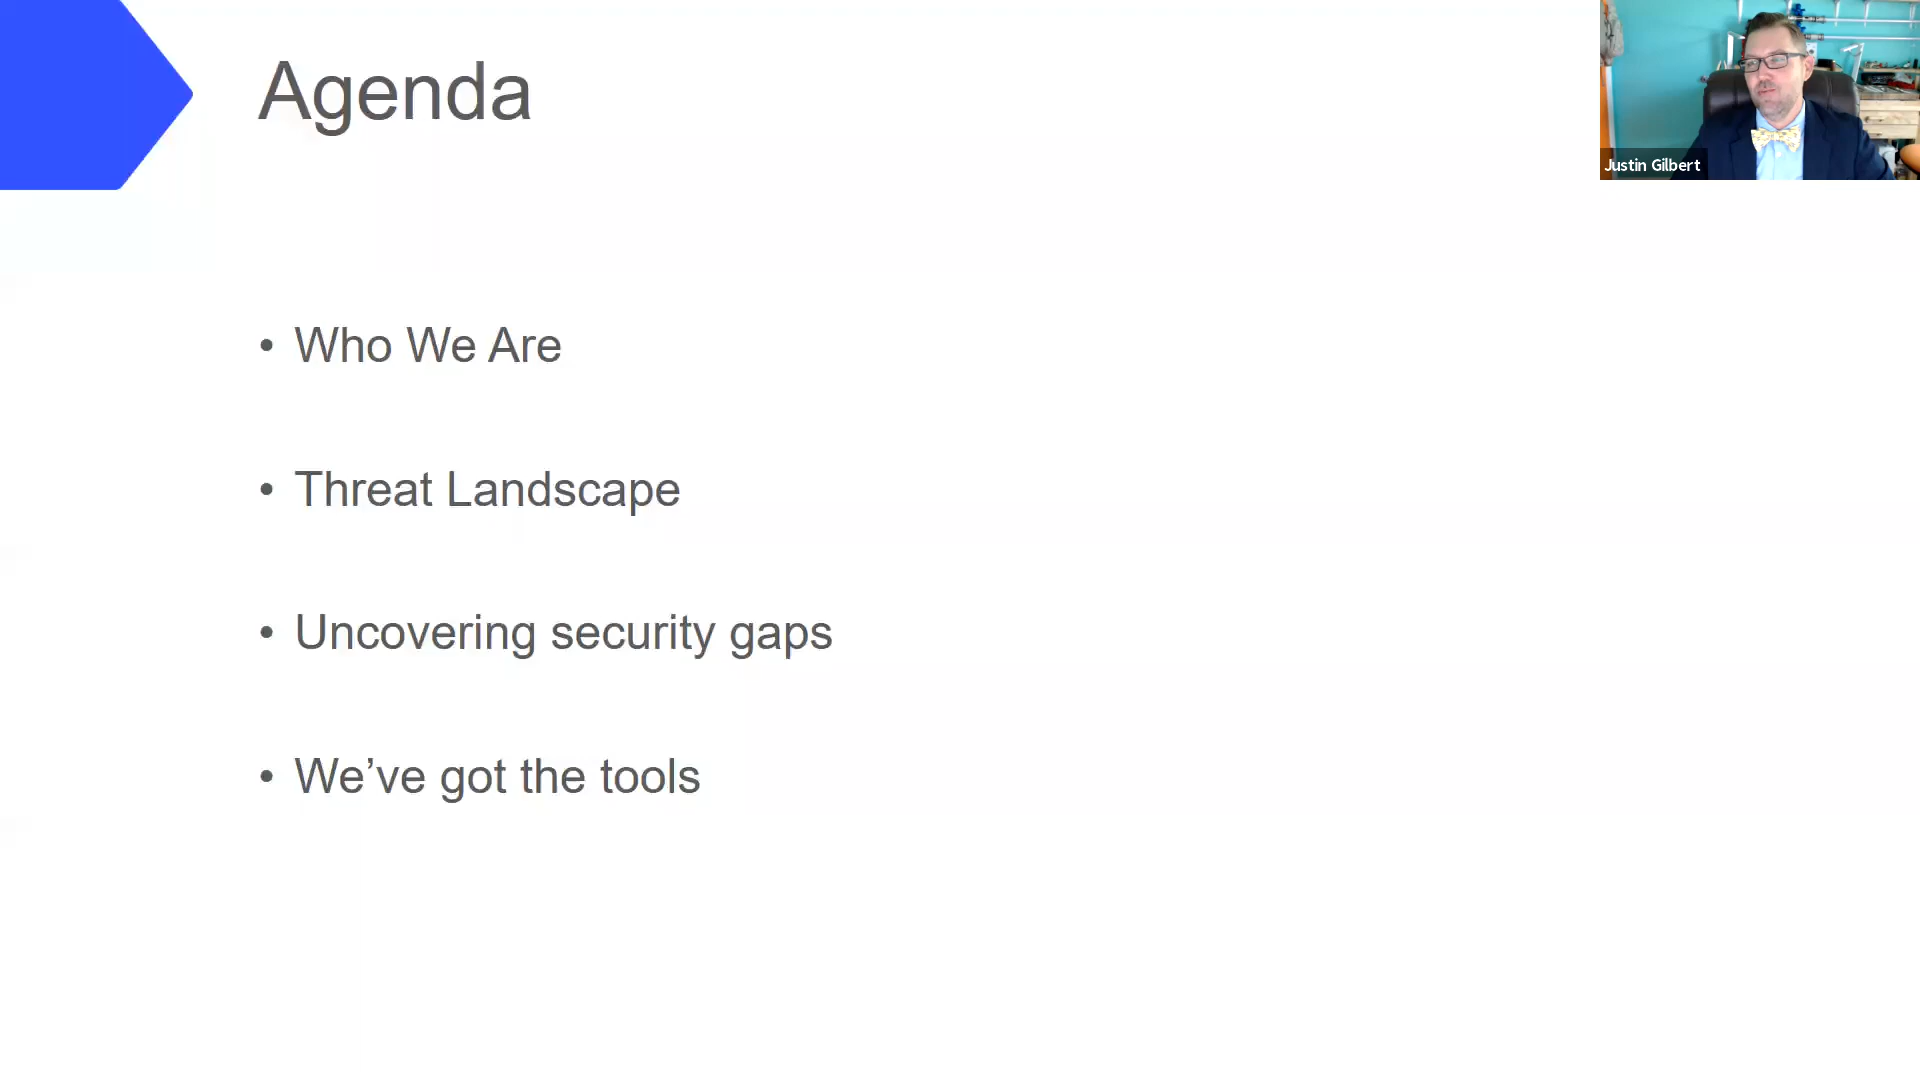 Agenda
Justin Gilbert
• Who We Are
• Threat Landscape
• Uncovering security gaps
• We’ve got the tools